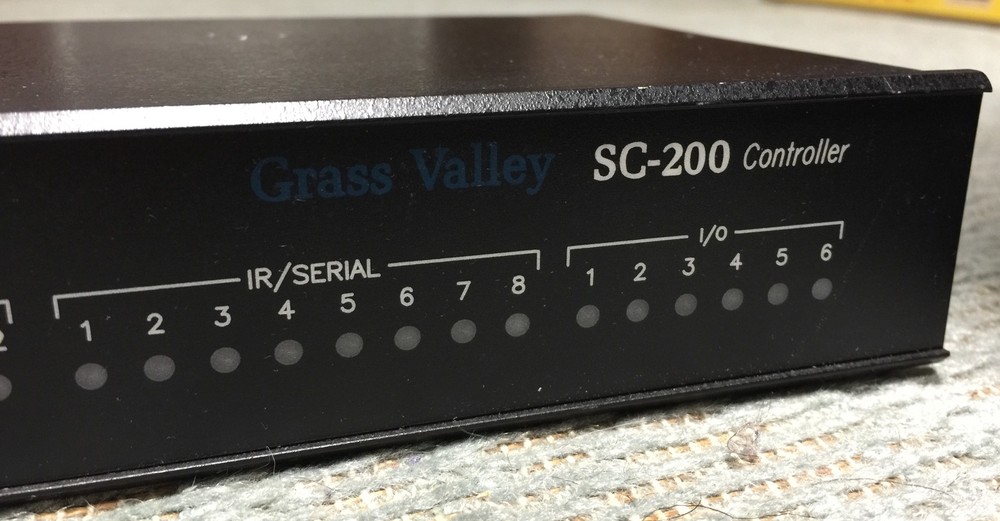 Grass Valley SC-200 Controller
IR/SERIAL I/O
2 1 2 3 4 5 6 7 8 1 2 3 4 5 6